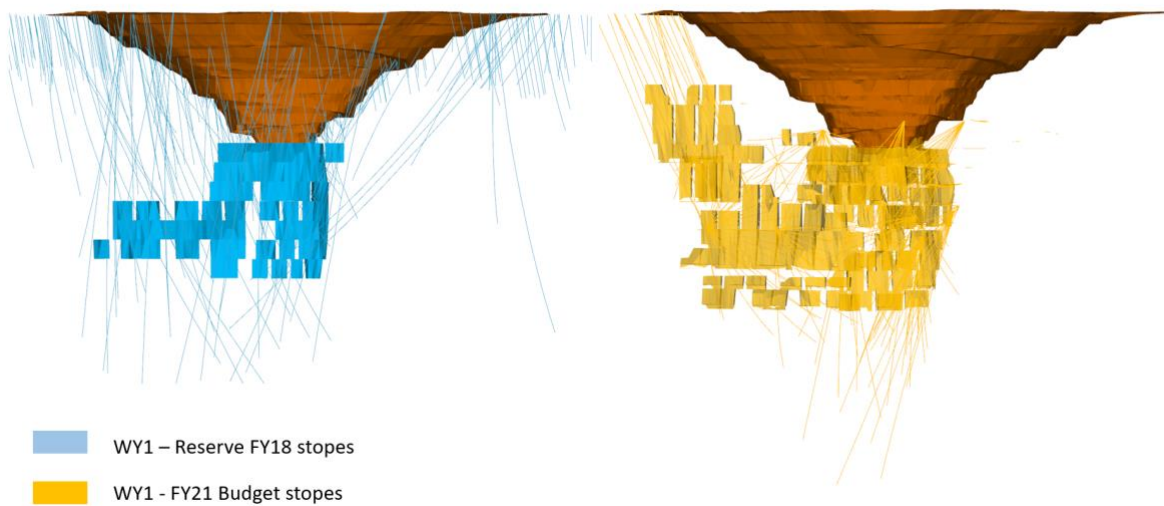 WY1 – Reserve FY18 stopes
WY1 - FY21 Budget stopes